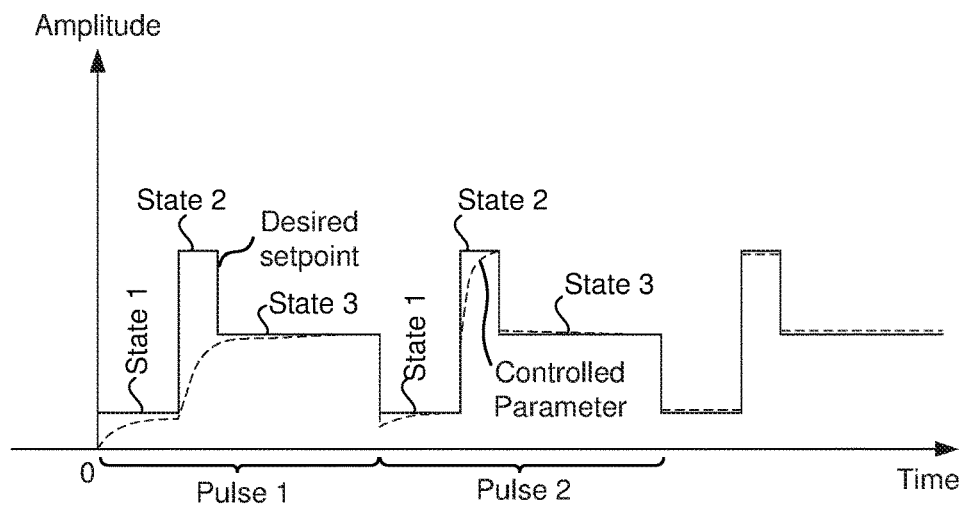 Amplitude
State 2
Desired
setpoint
State 1
State 3
State 2
State 1
State 3
Controlled
Parameter
0
Time
Pulse 1
Pulse 2